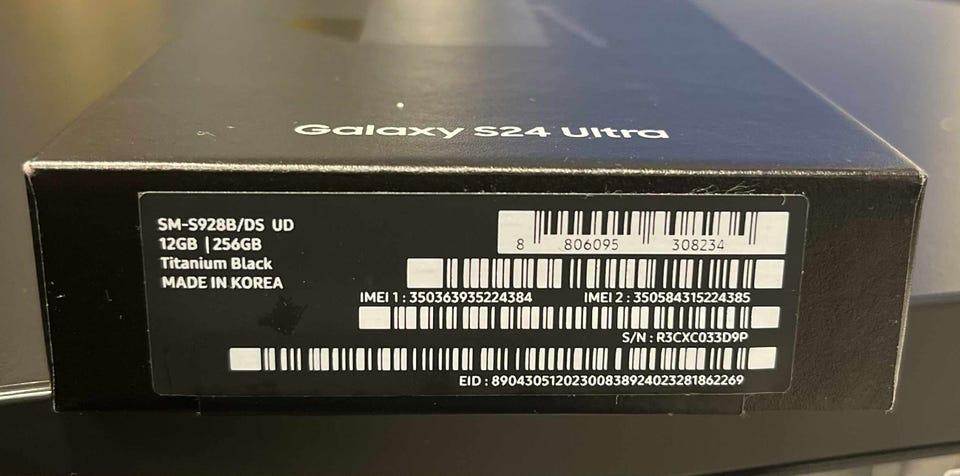 Galaxy S24 Ultra
SM-S928B/DS UD
12GB | 256GB
Titanium Black
MADE IN KOREA
8 806095 308234
IMEI 1 : 350363935224384 IMEI 2 : 350584315224385
S/N : R3CXC033D9P
EID : 89043051202300838924023281862269